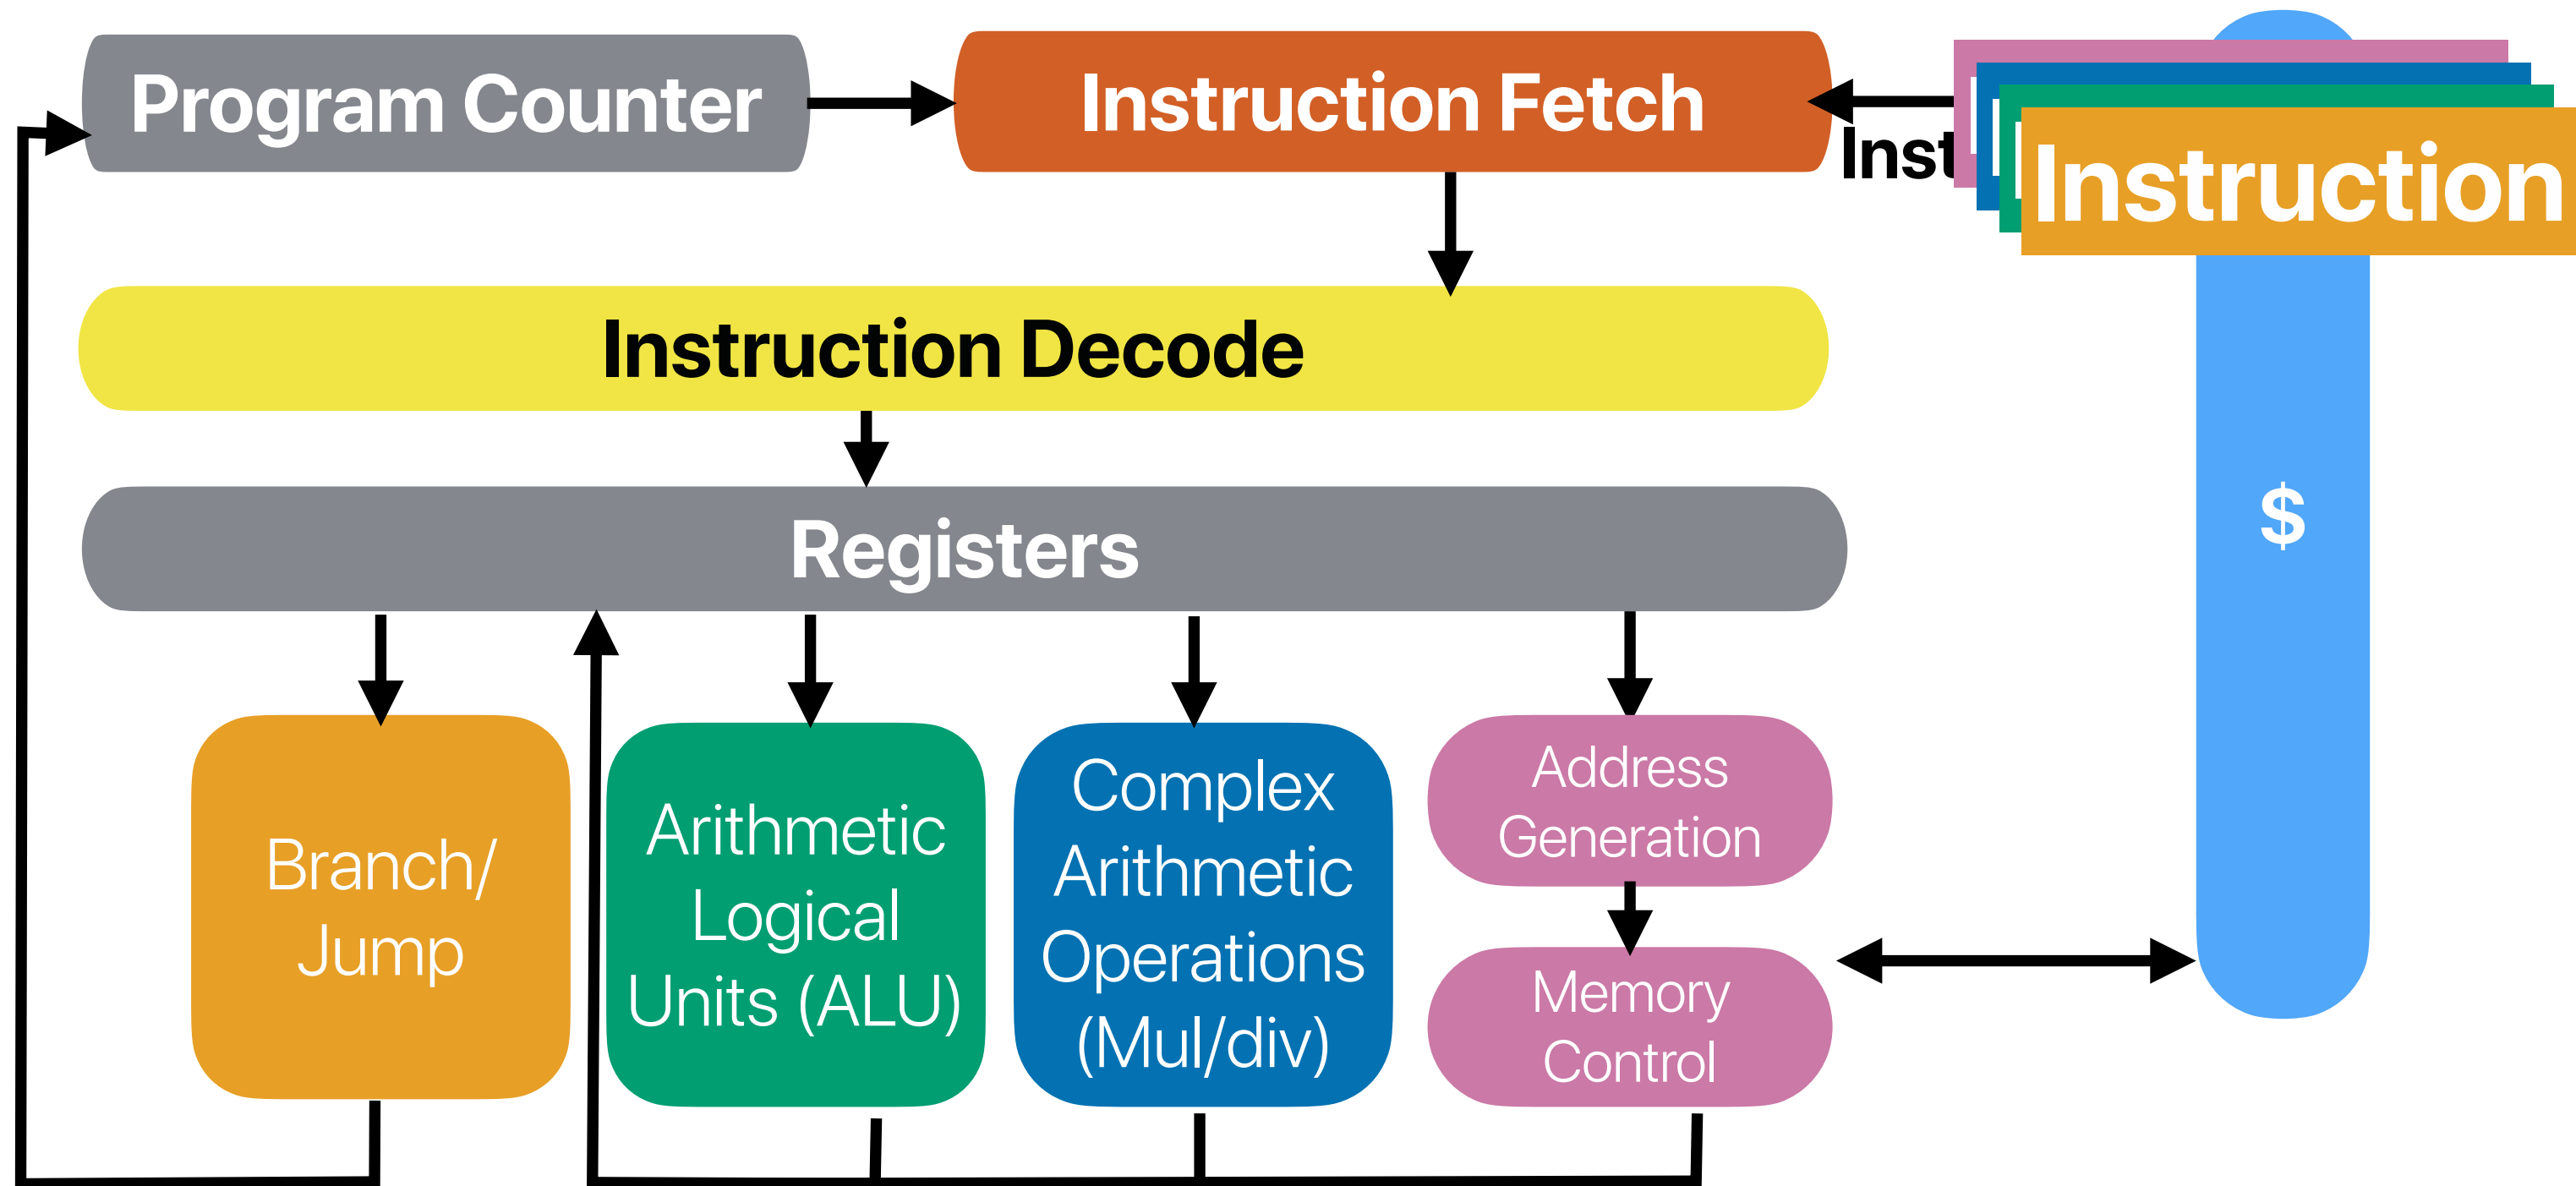 Program Counter
Instruction Fetch
Inst
Instruction
Instruction Decode
$
Registers
Branch/
Jump
Arithmetic
Logical
Units (ALU)
Complex
Arithmetic
Operations
(Mul/div)
Address
Generation
Memory
Control